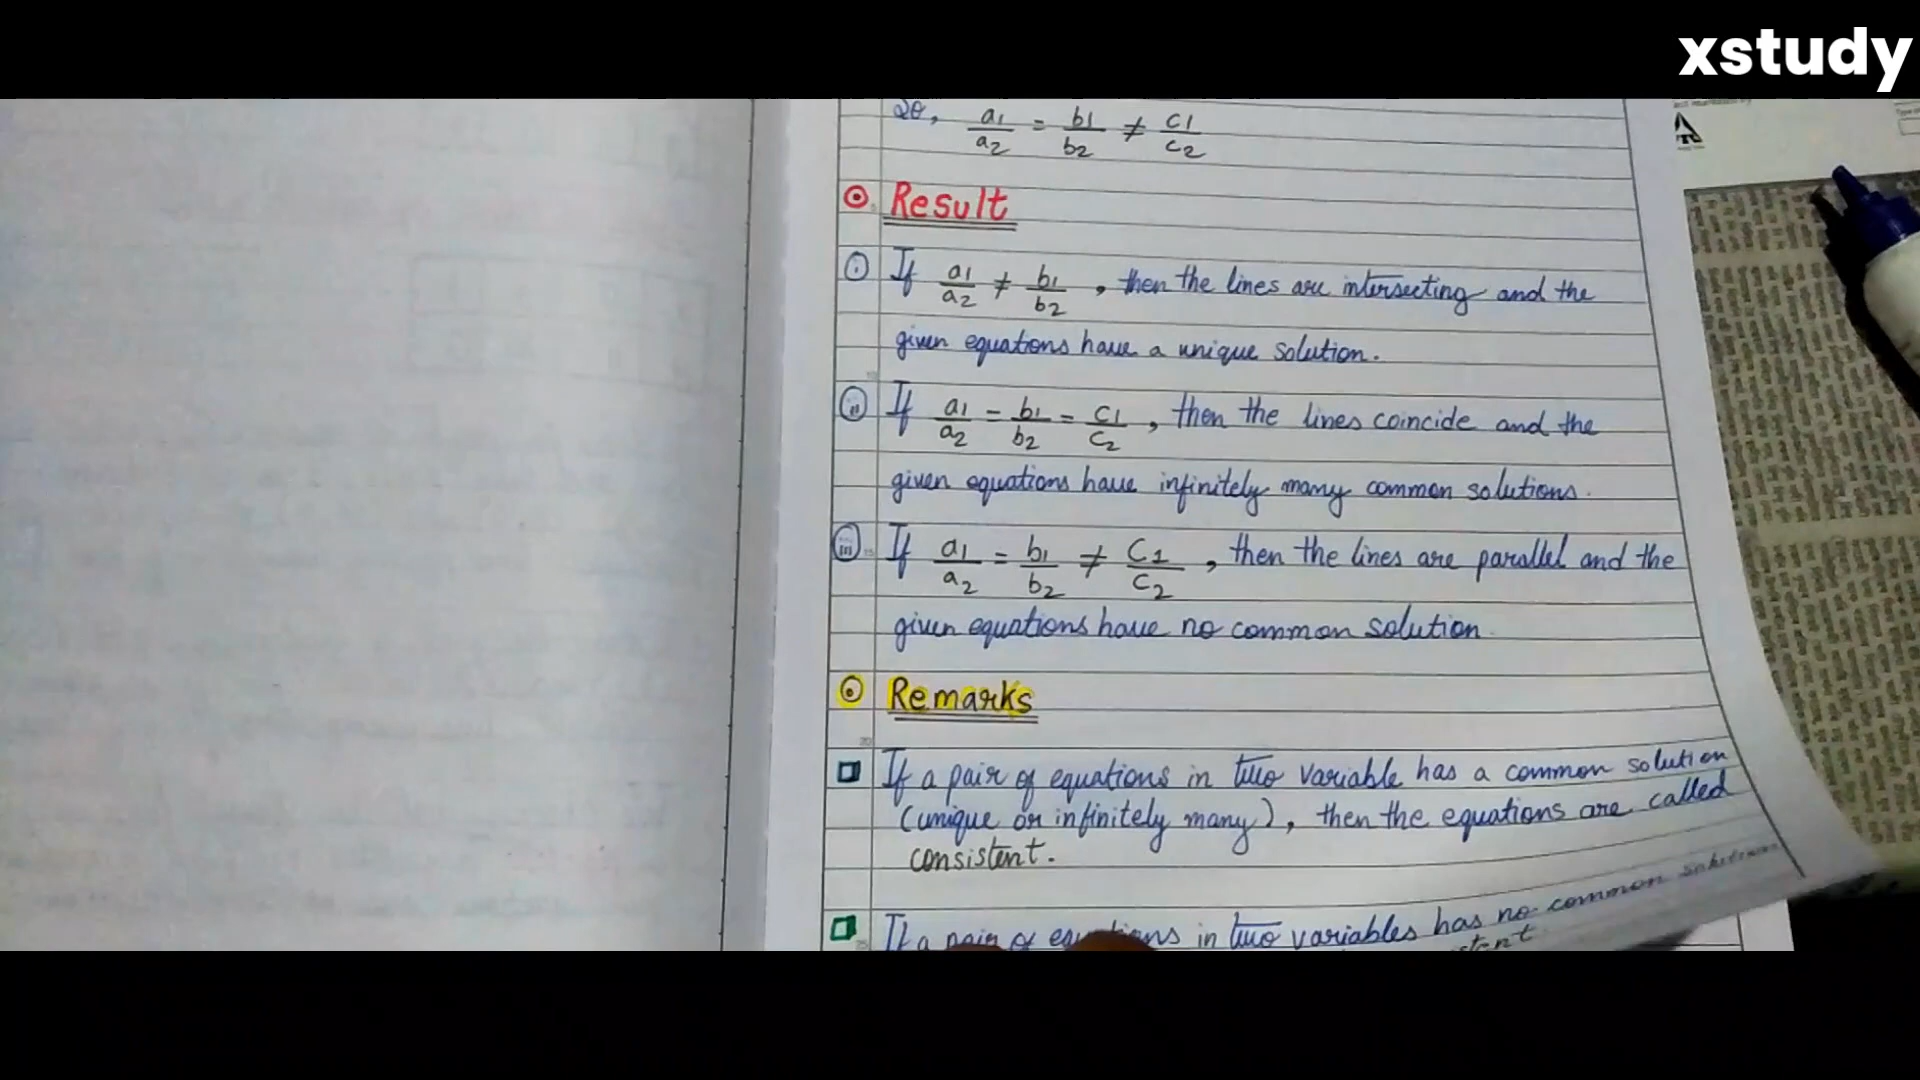 xstudy
So, a1/a2 = b1/b2 ≠ c1/c2
Result
(i) If a1/a2 ≠ b1/b2, then the lines are intersecting and the
given equations have a unique solution.
(ii) If a1/a2 = b1/b2 = c1/c2, then the lines coincide and the
given equations have infinitely many common solutions.
(iii) If a1/a2 = b1/b2 ≠ C1/C2, then the lines are parallel and the
given equations have no common solution
Remarks
If a pair of equations in two variable has a common solution
(unique or infinitely many), then the equations are called
consistent.
If a pair of equations in two variables has no common solution